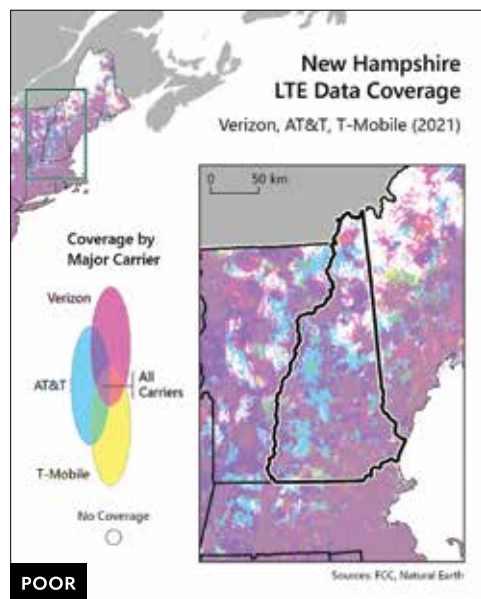 New Hampshire
LTE Data Coverage
Verizon, AT&T, T-Mobile (2021)
0 50 km
Coverage by
Major Carrier
Verizon
AT&T
All
Carriers
T-Mobile
No Coverage
Sources: FCC, Natural Earth
POOR